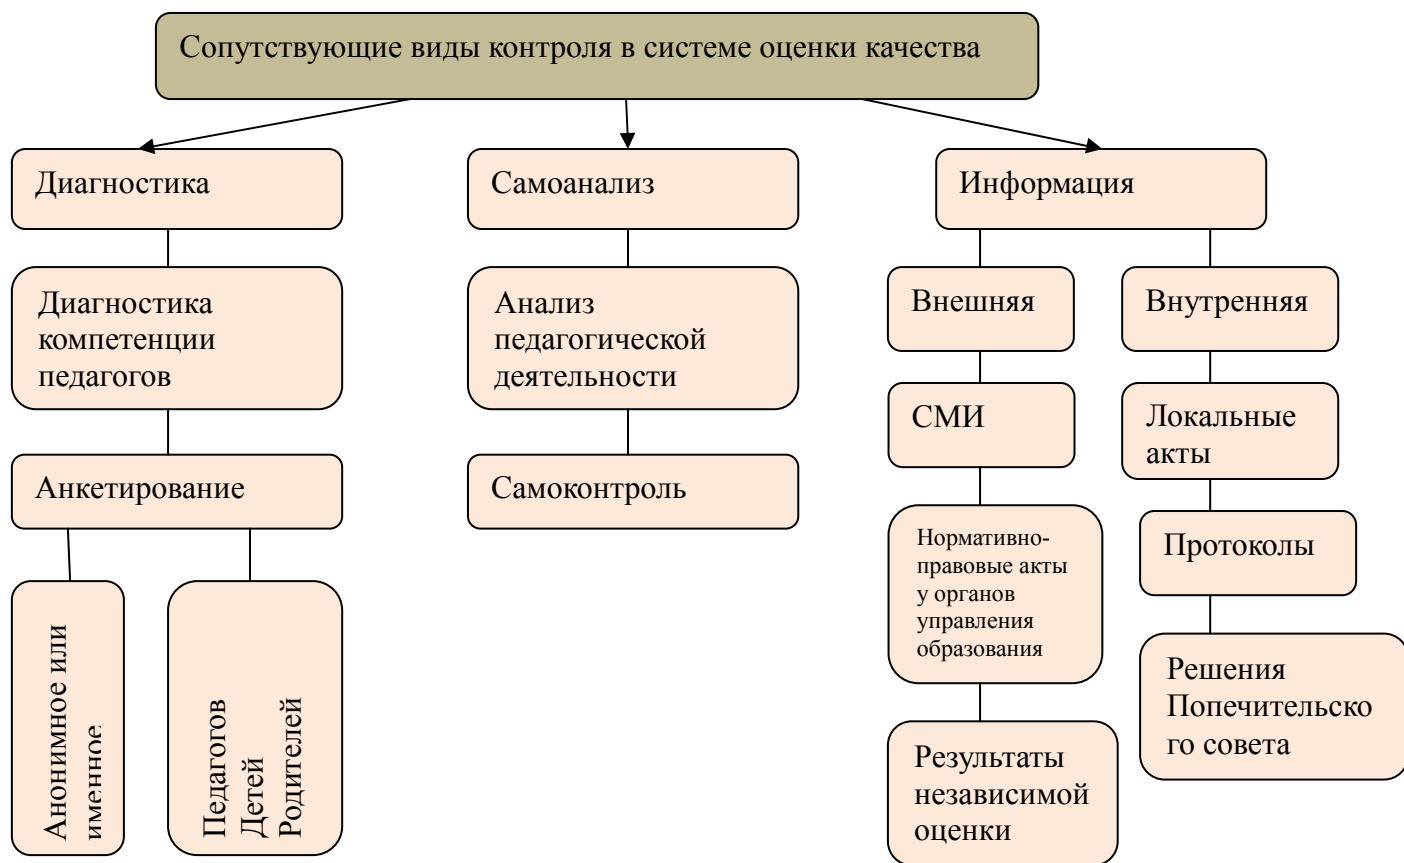 Сопутствующие виды контроля в системе оценки качества
Диагностика
Самоанализ
Информация
Диагностика
компетенции
педагогов
Анализ
педагогической
деятельности
Внешняя
Внутренняя
СМИ
Локальные
акты
Анкетирование
Самоконтроль
Нормативно-
правовые акты
у органов
управления
образования
Протоколы
Анонимное или
именное
Педагогов
Детей
Родителей
Решения
Попечительско
го совета
Результаты
независимой
оценки